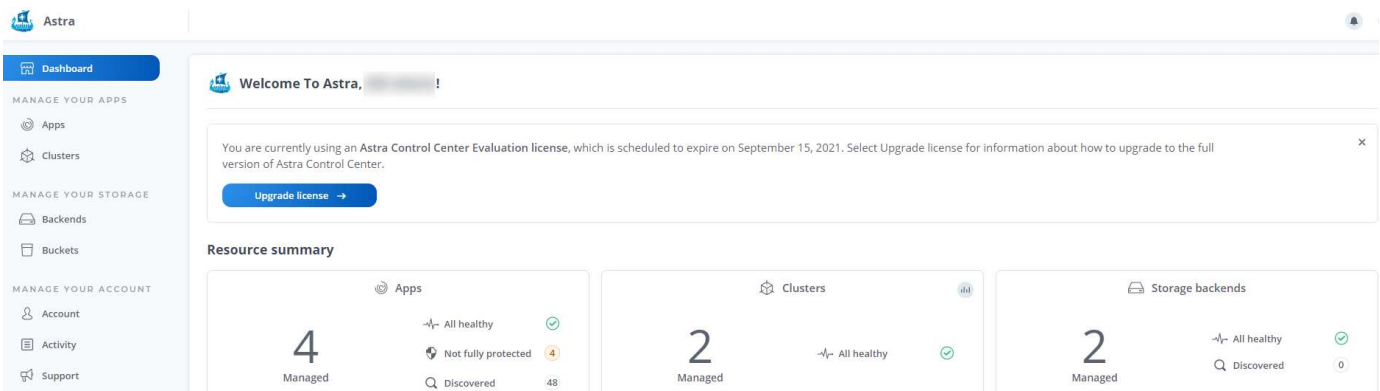 Astra
Dashboard
MANAGE YOUR APPS
Apps
Clusters
MANAGE YOUR STORAGE
Backends
Buckets
MANAGE YOUR ACCOUNT
Account
Activity
Support
Welcome To Astra, !
You are currently using an Astra Control Center Evaluation license, which is scheduled to expire on September 15, 2021. Select Upgrade license for information about how to upgrade to the full
version of Astra Control Center.
Upgrade license →
Resource summary
Apps
4
Managed
All healthy
Not fully protected 4
Discovered 48
Clusters
2
Managed
All healthy
Storage backends
2
Managed
All healthy
Discovered 0